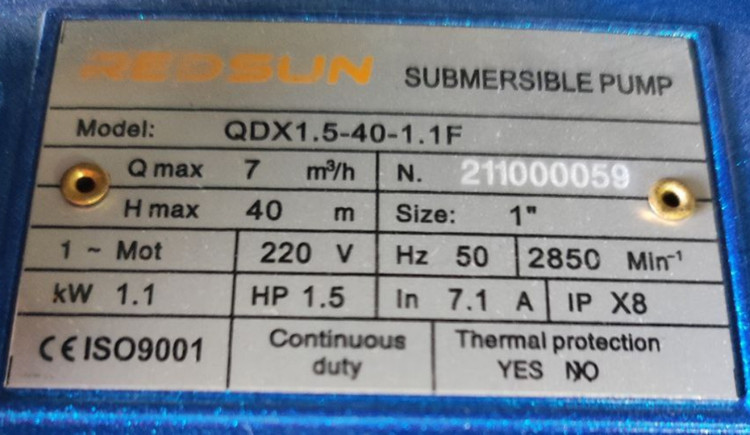 REDSUN SUBMERSIBLE PUMP
Model: QDX1.5-40-1.1F
Q max 7 m³/h N. 211000059
H max 40 m Size: 1"
1 ~ Mot 220 V Hz 50 2850 Min⁻¹
kW 1.1 HP 1.5 In 7.1 A IP X8
CE ISO9001 Continuous duty Thermal protection
YES NO